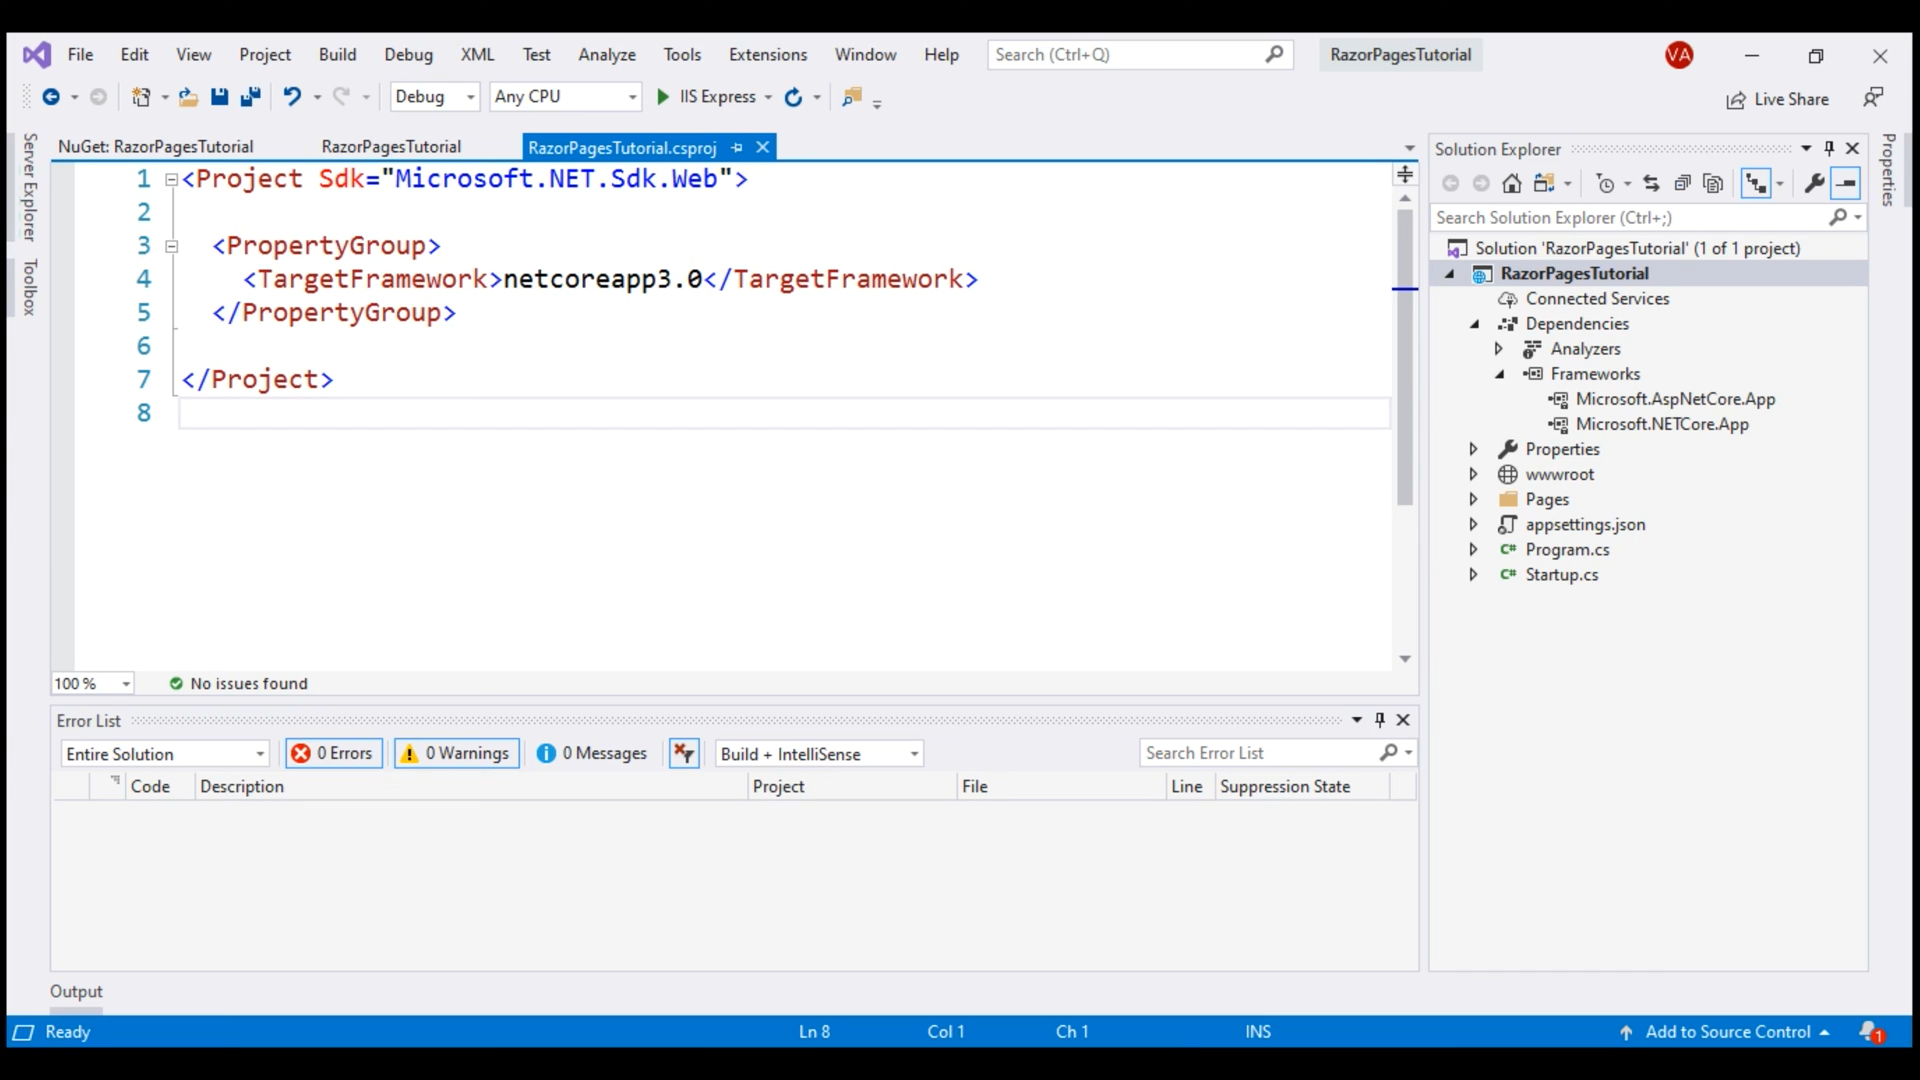 File Edit View Project Build Debug XML Test Analyze Tools Extensions Window Help Search (Ctrl+Q) RazorPagesTutorial VA
Debug Any CPU IIS Express Live Share
Server Explorer
Toolbox
NuGet: RazorPagesTutorial RazorPagesTutorial RazorPagesTutorial.csproj
1 <Project Sdk="Microsoft.NET.Sdk.Web">
2
3 <PropertyGroup>
4 <TargetFramework>netcoreapp3.0</TargetFramework>
5 </PropertyGroup>
6
7 </Project>
8
100 % No issues found
Error List
Entire Solution 0 Errors 0 Warnings 0 Messages Build + IntelliSense Search Error List
Code Description Project File Line Suppression State
Output
Solution Explorer
Search Solution Explorer (Ctrl+;)
Solution 'RazorPagesTutorial' (1 of 1 project)
RazorPagesTutorial
Connected Services
Dependencies
Analyzers
Frameworks
Microsoft.AspNetCore.App
Microsoft.NETCore.App
Properties
wwwroot
Pages
appsettings.json
C# Program.cs
C# Startup.cs
Properties
Ready Ln 8 Col 1 Ch 1 INS Add to Source Control 1